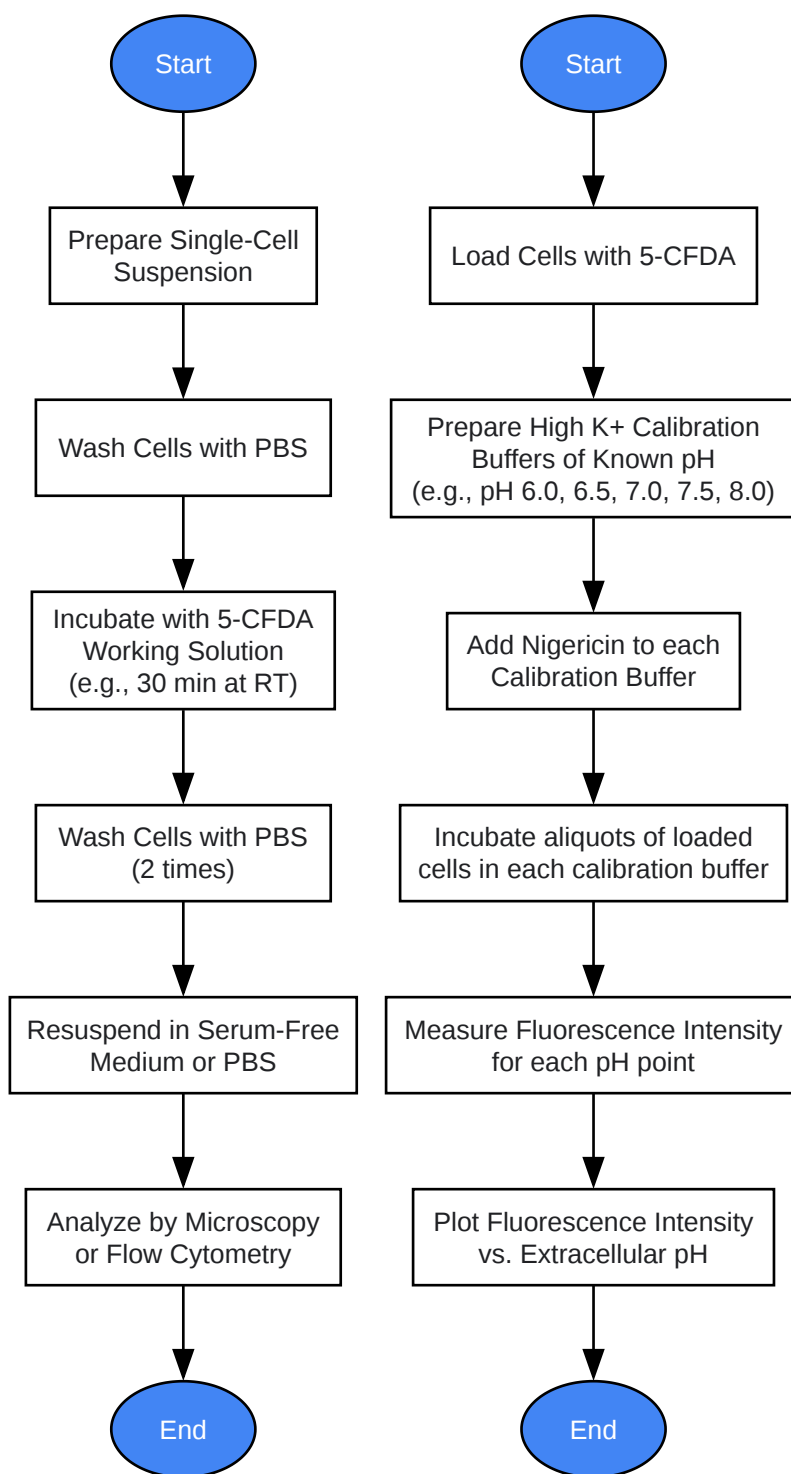 Start
Prepare Single-Cell
Suspension
Wash Cells with PBS
Incubate with 5-CFDA
Working Solution
(e.g., 30 min at RT)
Wash Cells with PBS
(2 times)
Resuspend in Serum-Free
Medium or PBS
Analyze by Microscopy
or Flow Cytometry
End
Start
Load Cells with 5-CFDA
Prepare High K+ Calibration
Buffers of Known pH
(e.g., pH 6.0, 6.5, 7.0, 7.5, 8.0)
Add Nigericin to each
Calibration Buffer
Incubate aliquots of loaded
cells in each calibration buffer
Measure Fluorescence Intensity
for each pH point
Plot Fluorescence Intensity
vs. Extracellular pH
End